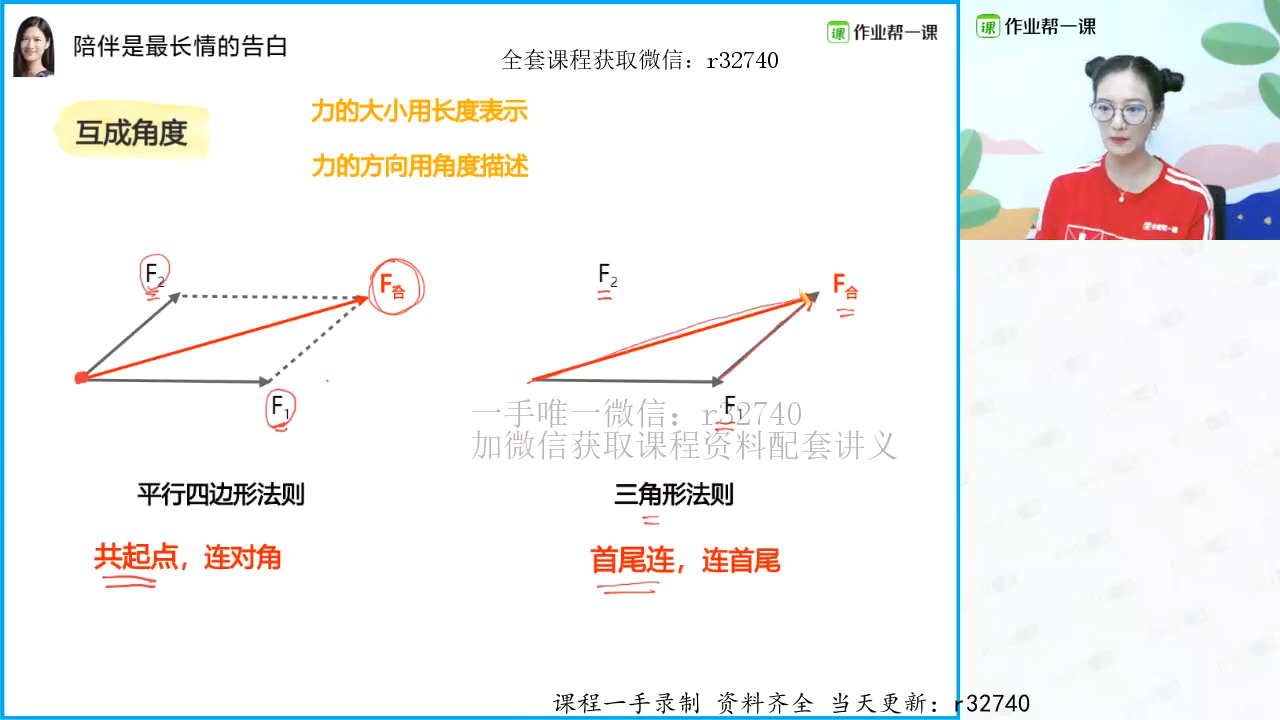 陪伴是最长情的告白
课 作业帮一课
课 作业帮一课
全套课程获取微信：r32740
互成角度
力的大小用长度表示
力的方向用角度描述
F2
F合
F2
F合
F1
F1
一手唯一微信：r32740
加微信获取课程资料配套讲义
平行四边形法则
三角形法则
共起点，连对角
首尾连，连首尾
课程一手录制 资料齐全 当天更新：r32740